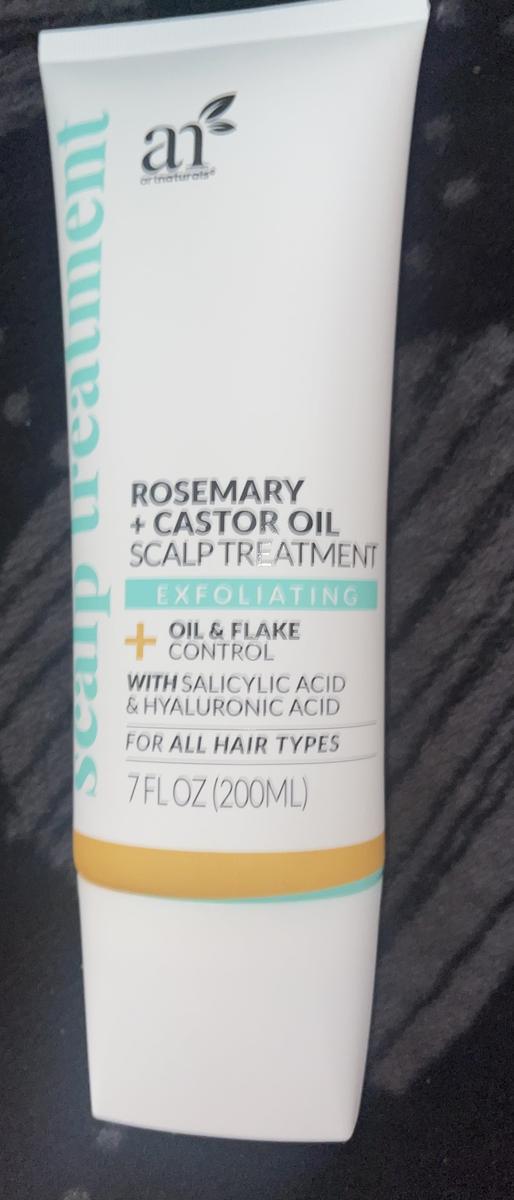 an
artnaturals®
scalp treatment
ROSEMARY
+ CASTOR OIL
SCALP TREATMENT
EXFOLIATING
+ OIL & FLAKE
CONTROL
WITH SALICYLIC ACID
& HYALURONIC ACID
FOR ALL HAIR TYPES
7 FL OZ (200ML)